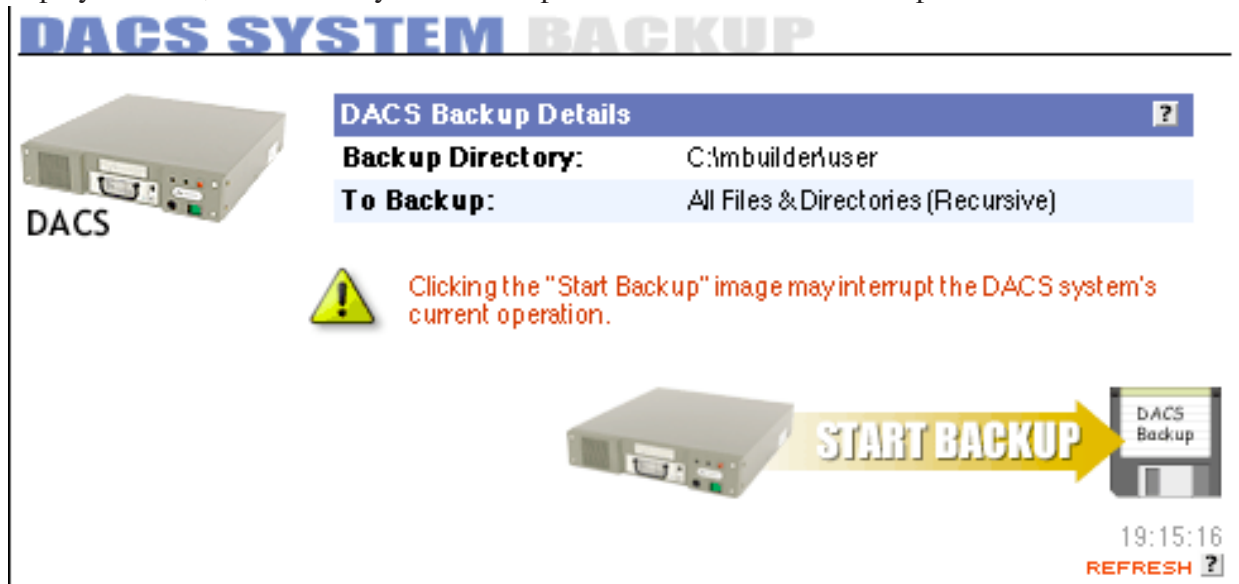 DACS SYSTEM BACKUP
DACS
DACS Backup Details ?
Backup Directory: C:\mbuilder\user
To Backup: All Files & Directories (Recursive)
Clicking the "Start Backup" image may interrupt the DACS system's
current operation.
START BACKUP
DACS
Backup
19:15:16
REFRESH ?